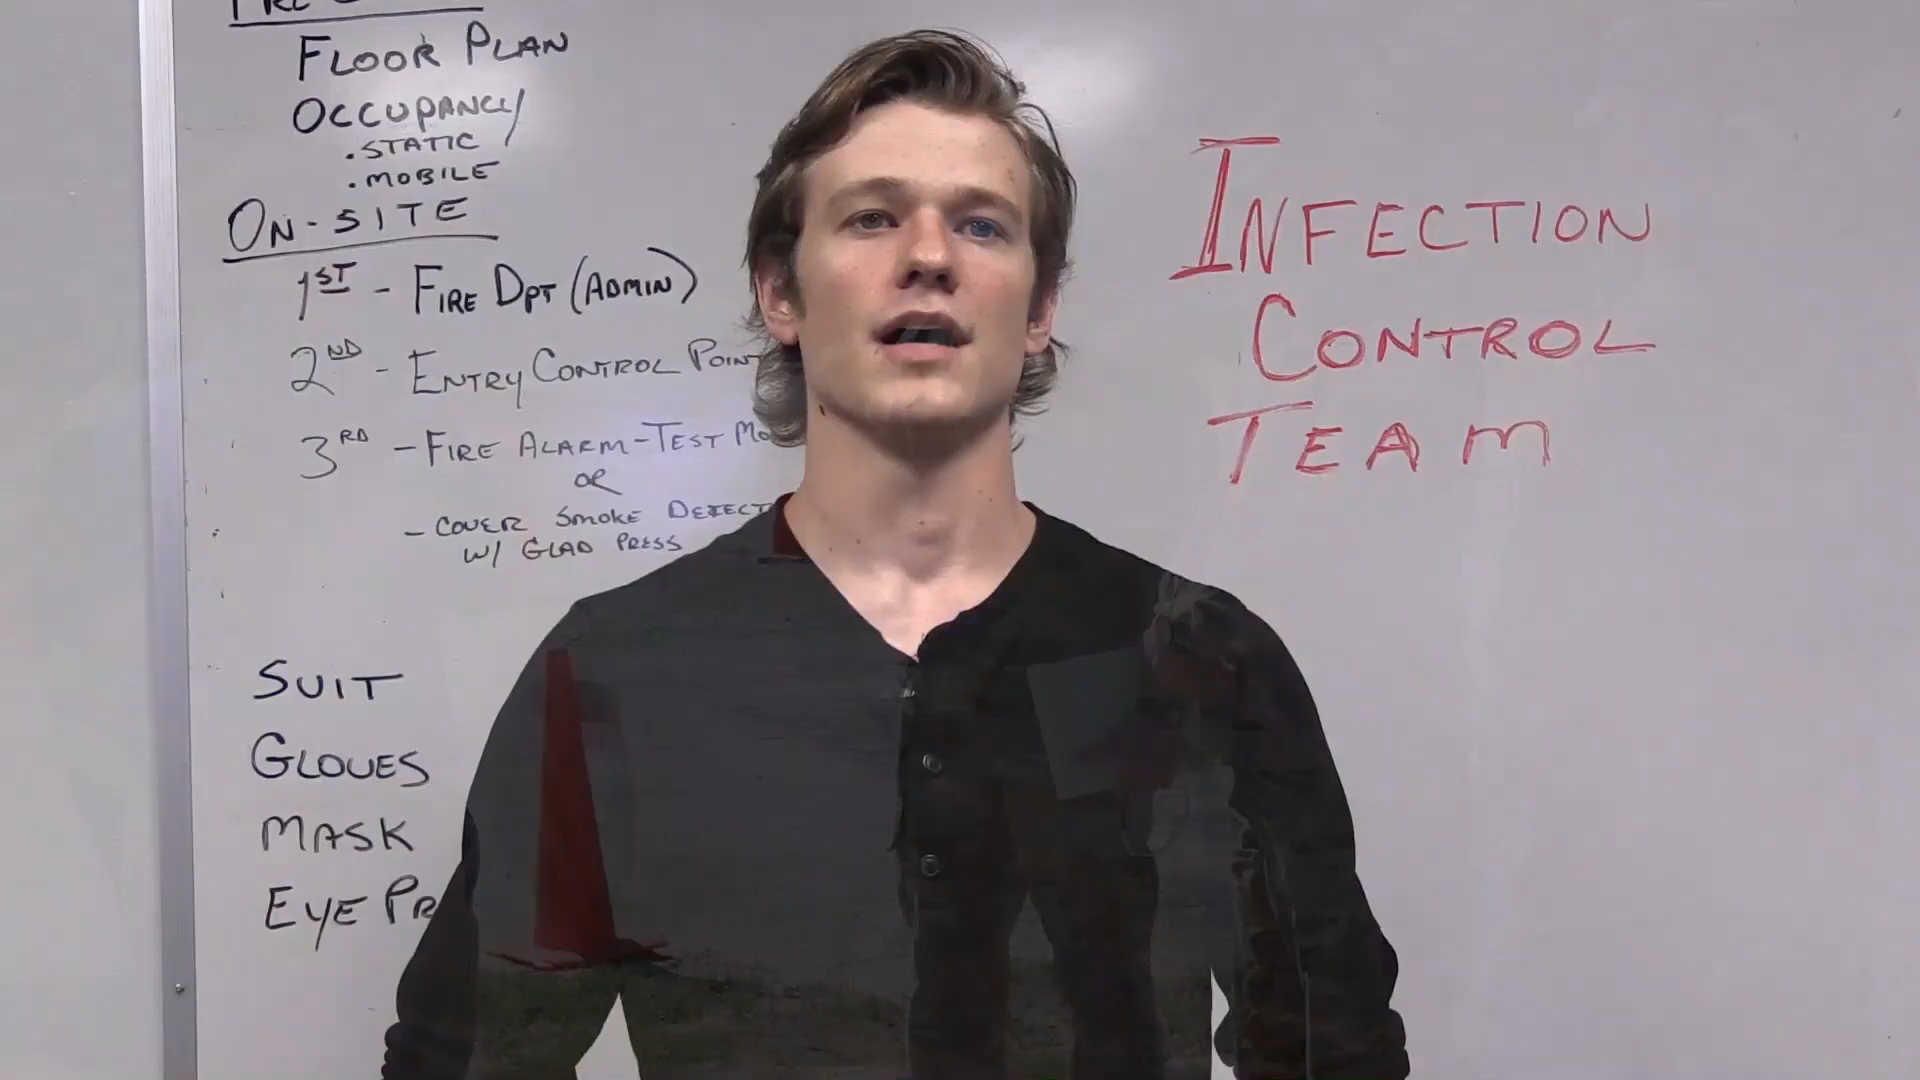 FLOOR PLAN
OCCUPANCY
. STATIC
. MOBILE
ON-SITE
1ST - FIRE DPT (ADMIN)
2ND - ENTRY CONTROL POINT
3RD - FIRE ALARM-TEST MO
OR
- COVER SMOKE DETECT
W/ GLAD PRESS
SUIT
GLOVES
MASK
EYE PR
INFECTION
CONTROL
TEAM